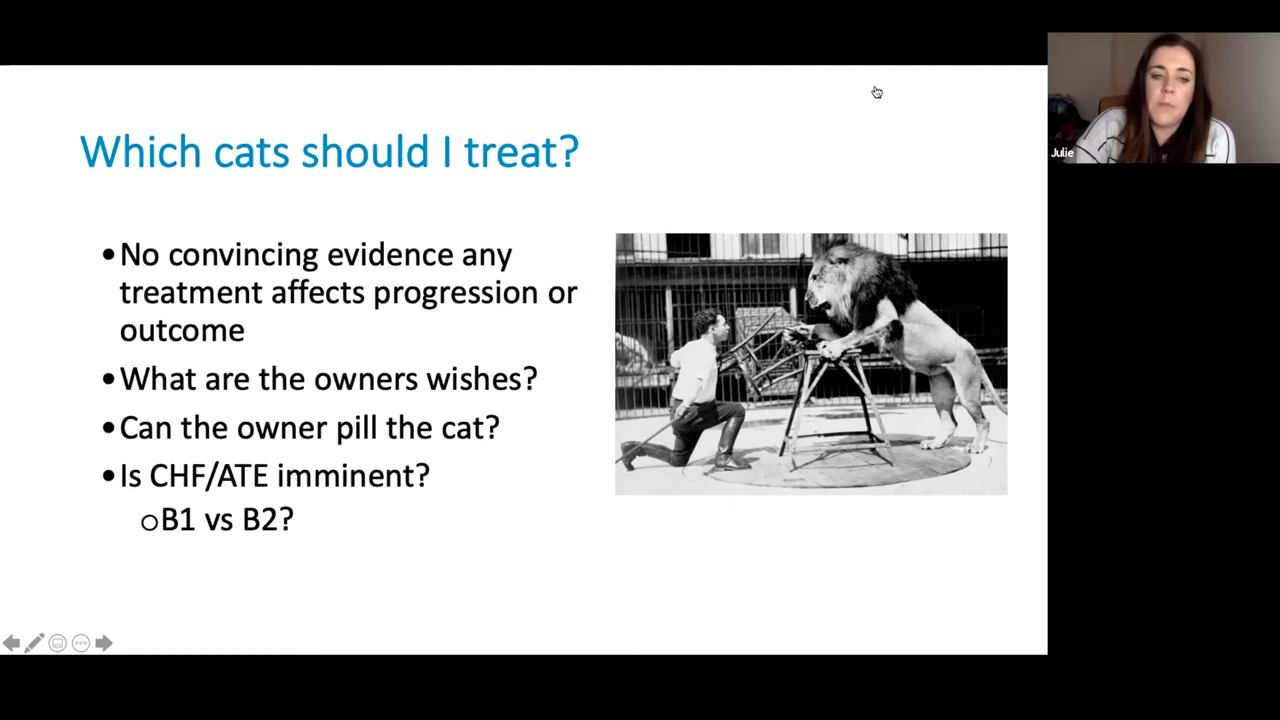 Which cats should I treat?
•No convincing evidence any
treatment affects progression or
outcome
•What are the owners wishes?
•Can the owner pill the cat?
•Is CHF/ATE imminent?
oB1 vs B2?
Julie